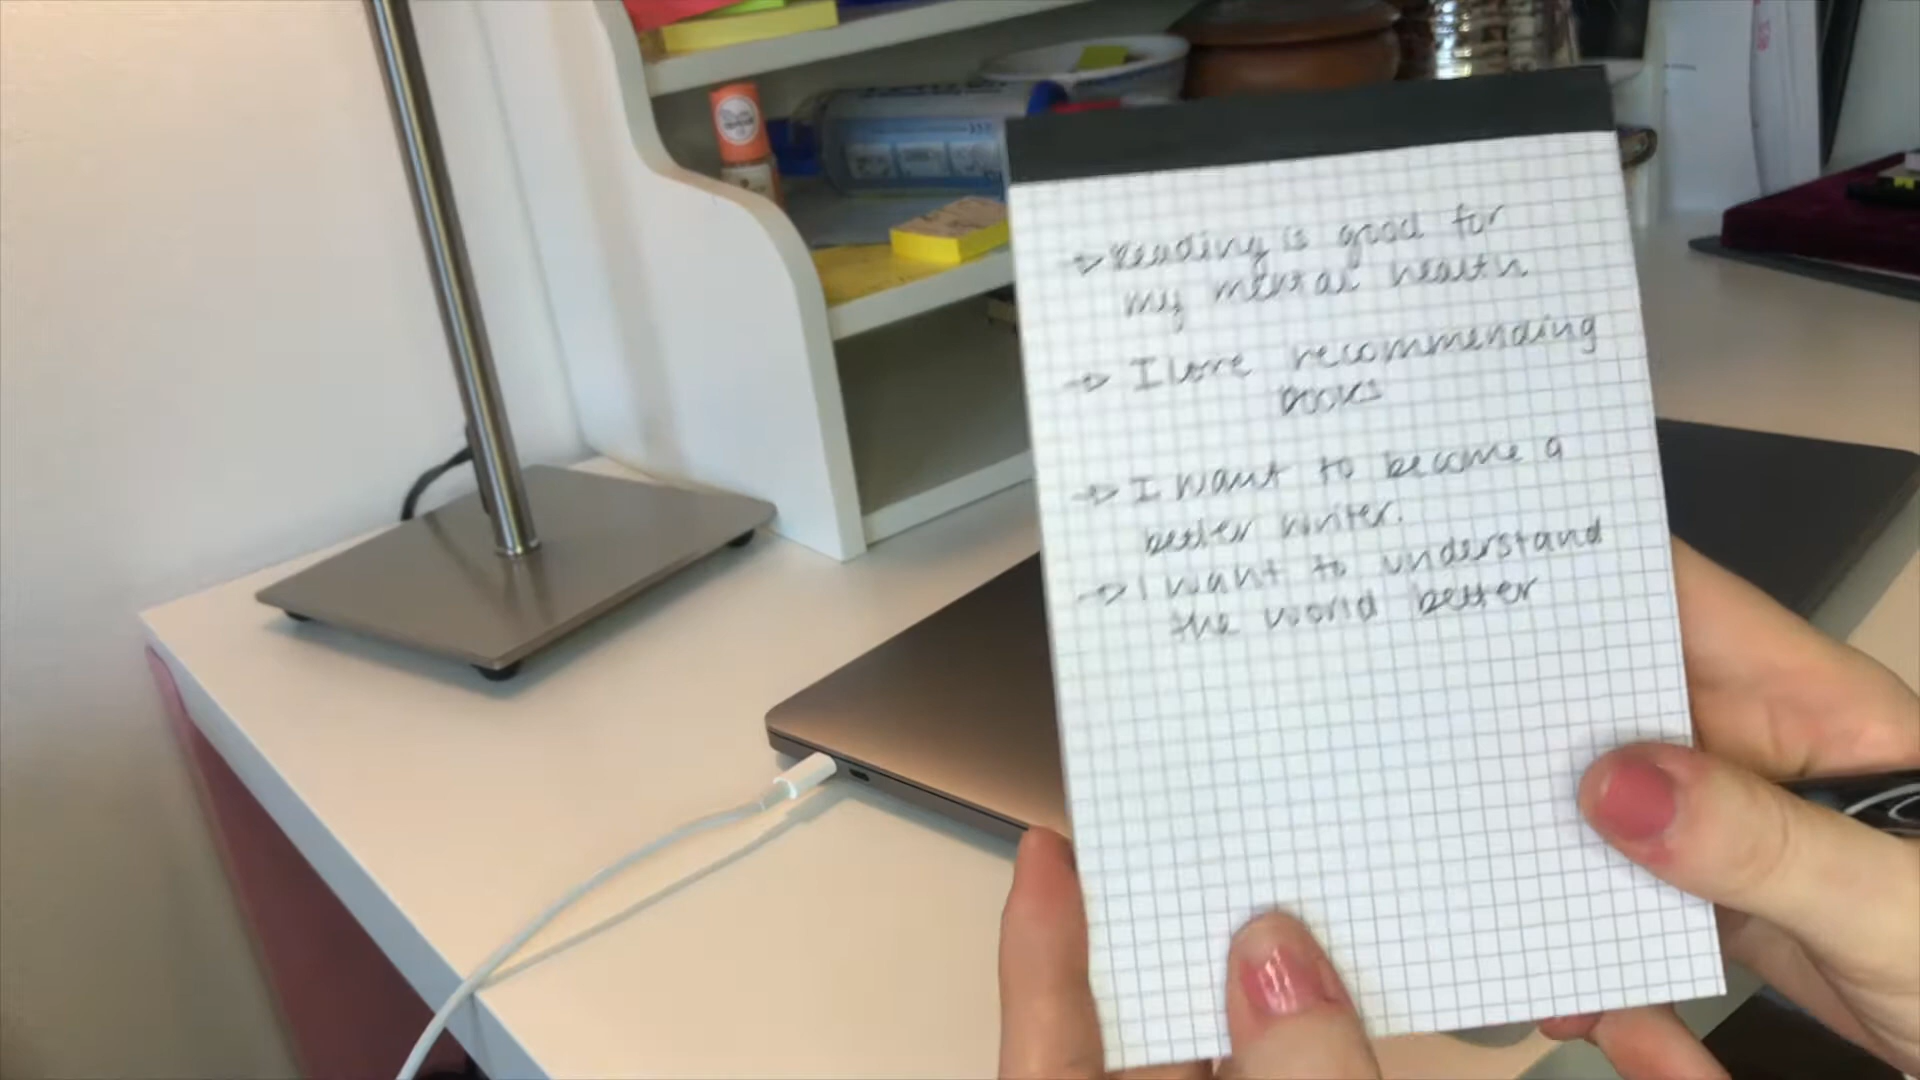 → Reading is good for
my mental health
→ I love recommending
books
→ I want to become a
better writer.
→ I want to understand
the world better